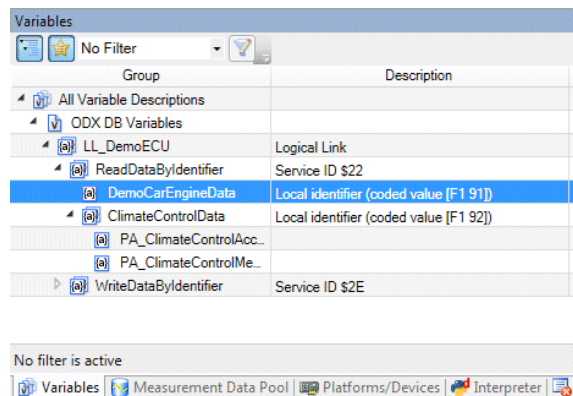 Variables
No Filter
Group Description
All Variable Descriptions
ODX DB Variables
LL_DemoECU Logical Link
ReadDataByIdentifier Service ID $22
DemoCarEngineData Local identifier (coded value [F1 91])
ClimateControlData Local identifier (coded value [F1 92])
PA_ClimateControlAcc...
PA_ClimateControlMe...
WriteDataByIdentifier Service ID $2E
No filter is active
Variables Measurement Data Pool Platforms/Devices Interpreter